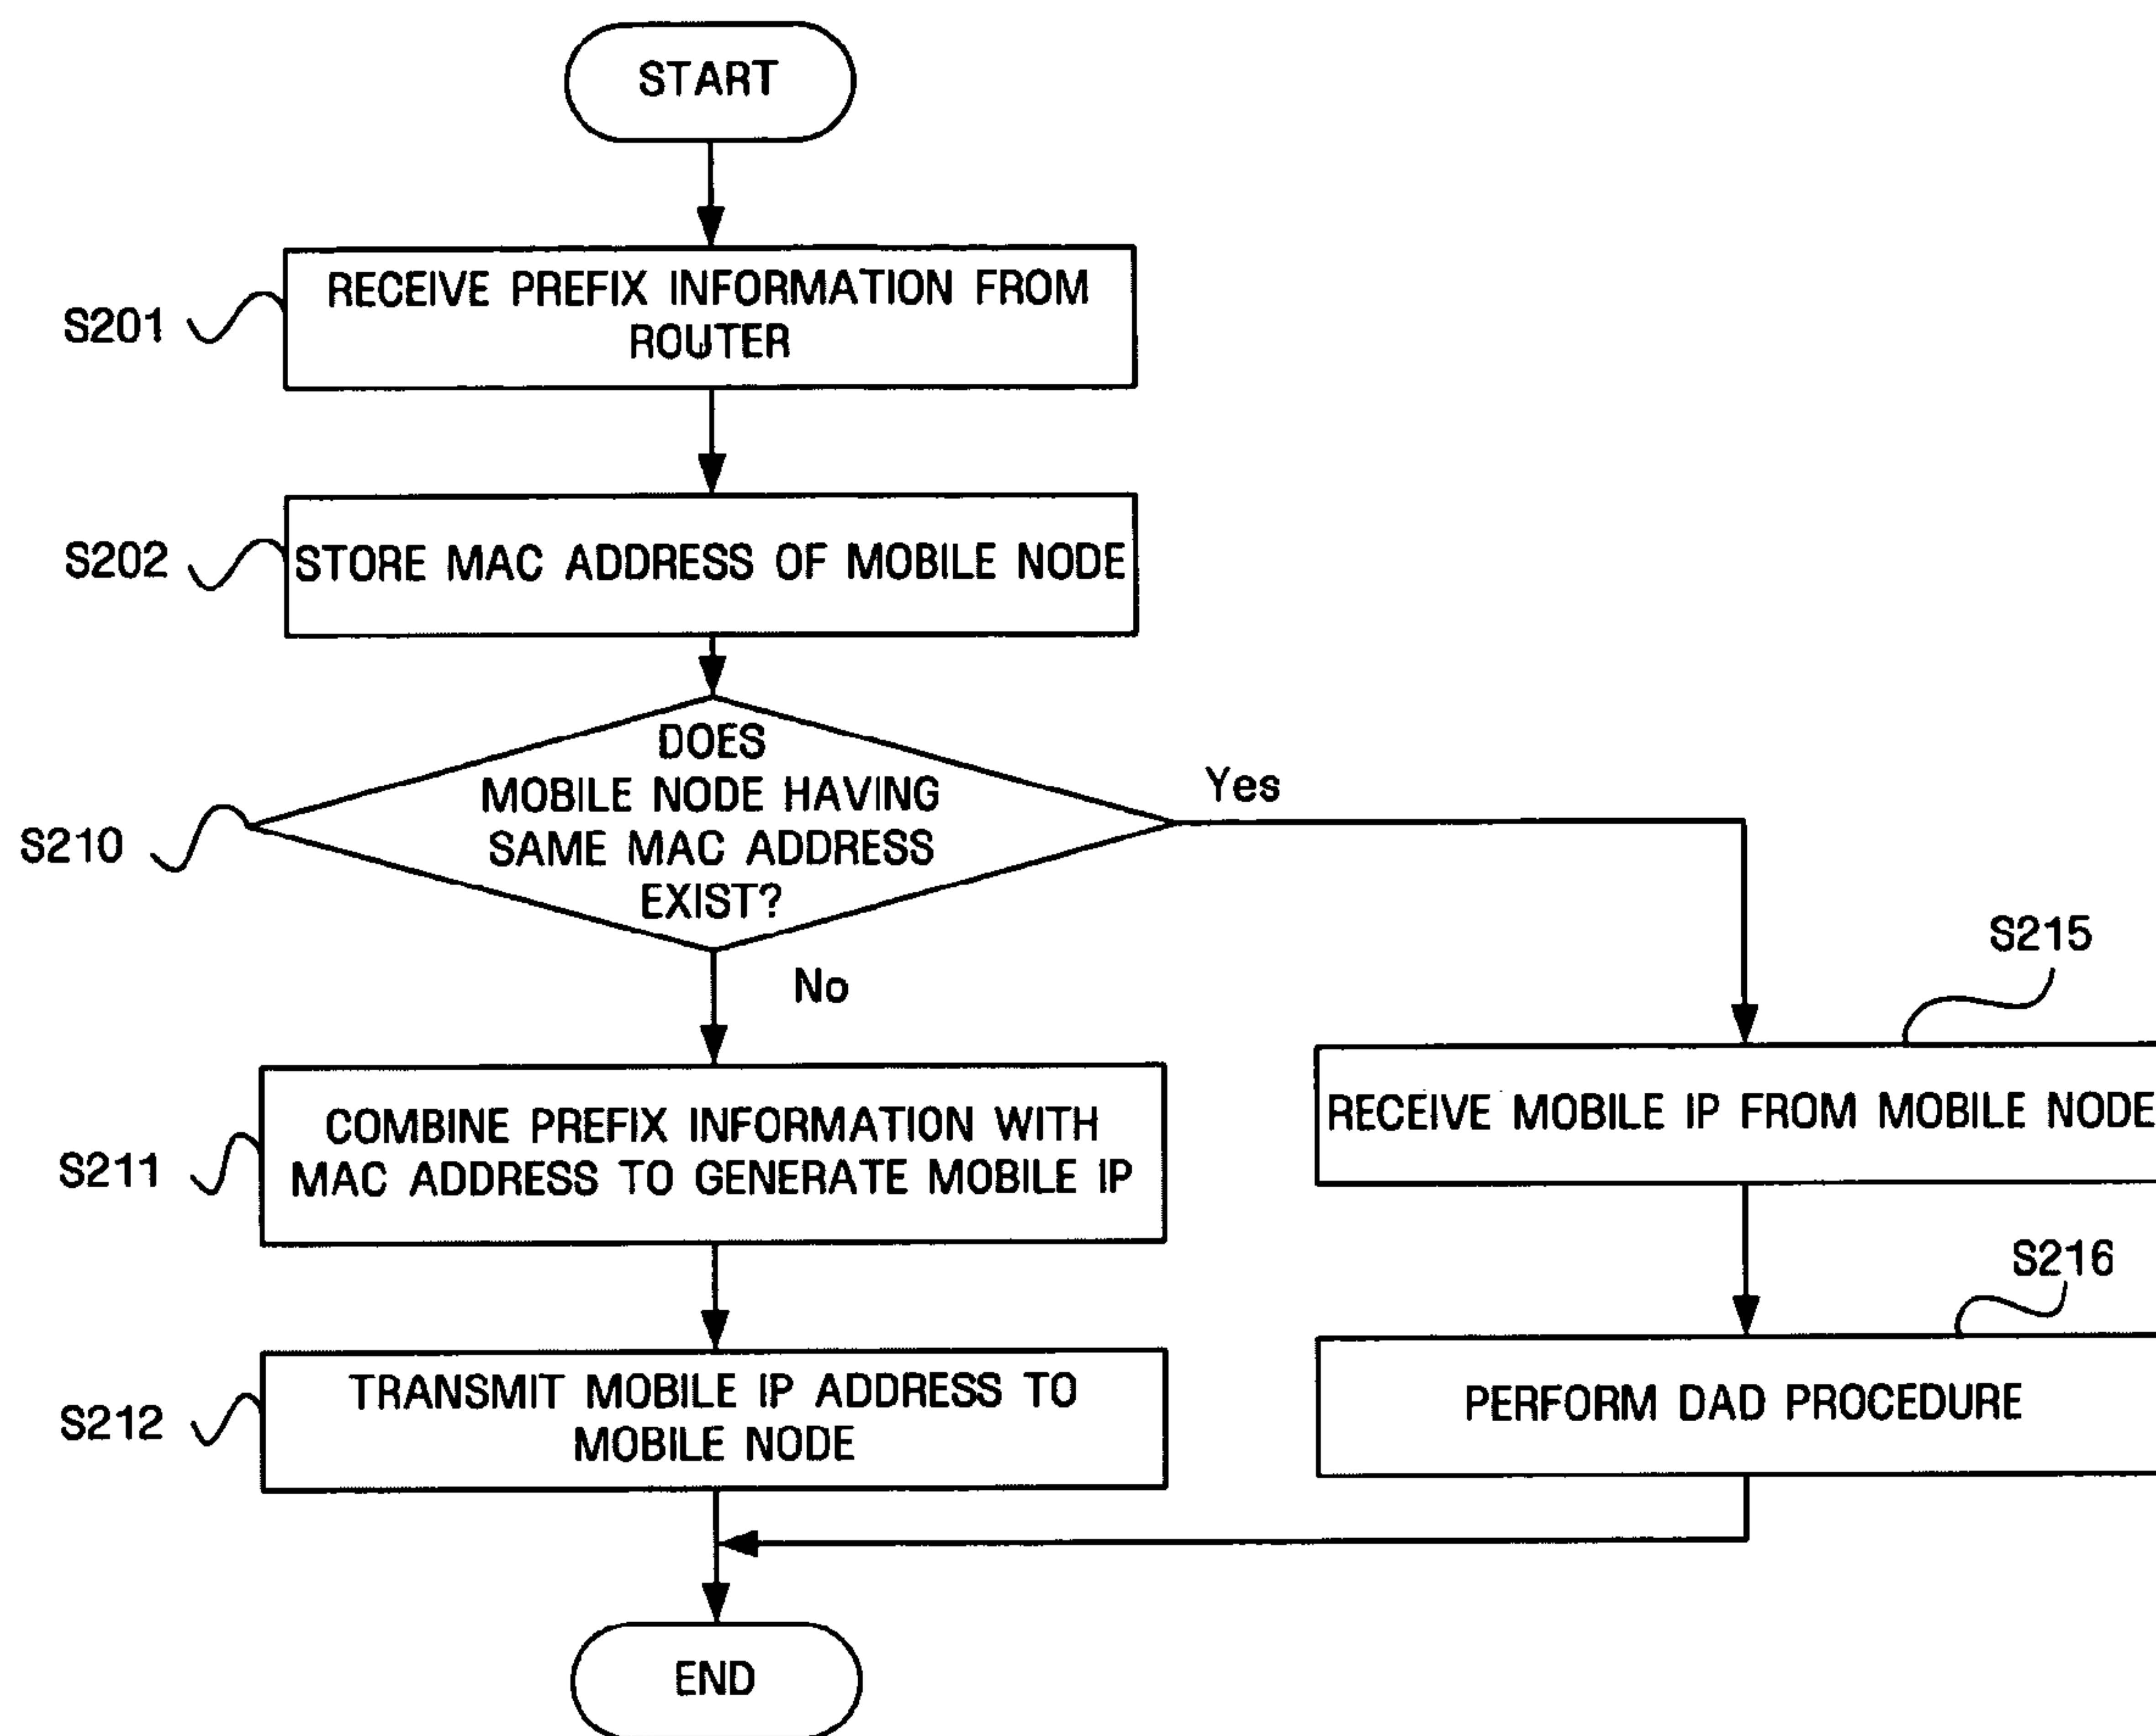 START
RECEIVE PREFIX INFORMATION FROM
ROUTER
S201
STORE MAC ADDRESS OF MOBILE NODE
S202
DOES
MOBILE NODE HAVING
SAME MAC ADDRESS
EXIST?
S210
Yes
No
COMBINE PREFIX INFORMATION WITH
MAC ADDRESS TO GENERATE MOBILE IP
S211
TRANSMIT MOBILE IP ADDRESS TO
MOBILE NODE
S212
S215
RECEIVE MOBILE IP FROM MOBILE NODE
S216
PERFORM DAD PROCEDURE
END